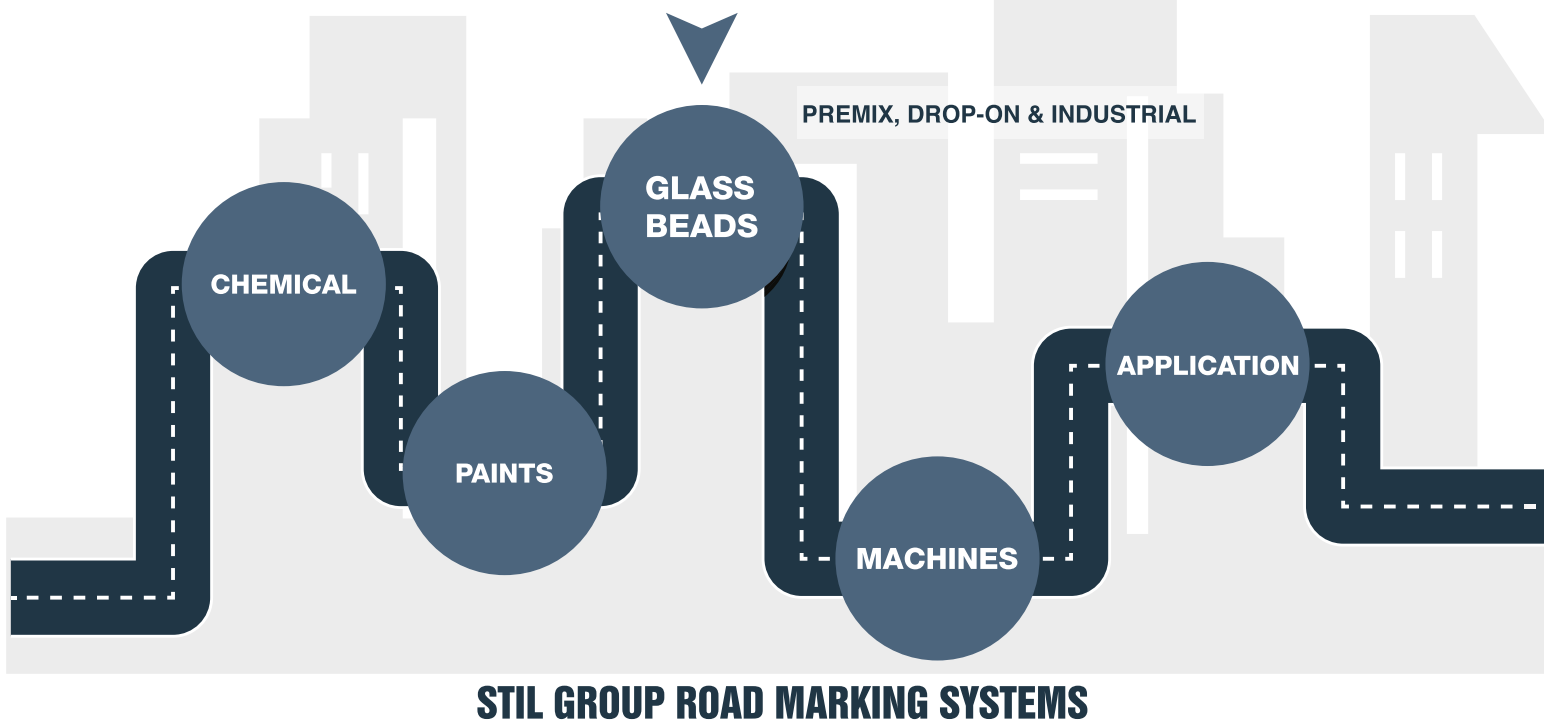 PREMIX, DROP-ON & INDUSTRIAL
GLASS
BEADS
CHEMICAL
APPLICATION
PAINTS
MACHINES
STIL GROUP ROAD MARKING SYSTEMS